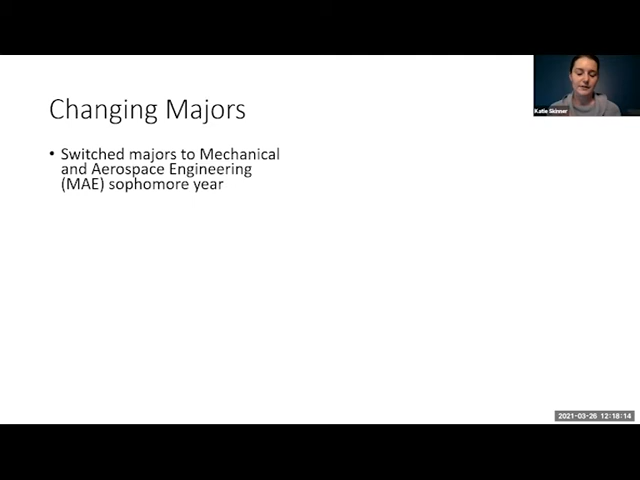 Changing Majors
• Switched majors to Mechanical
and Aerospace Engineering
(MAE) sophomore year
Katie Skinner
2021-03-26 12:18:14